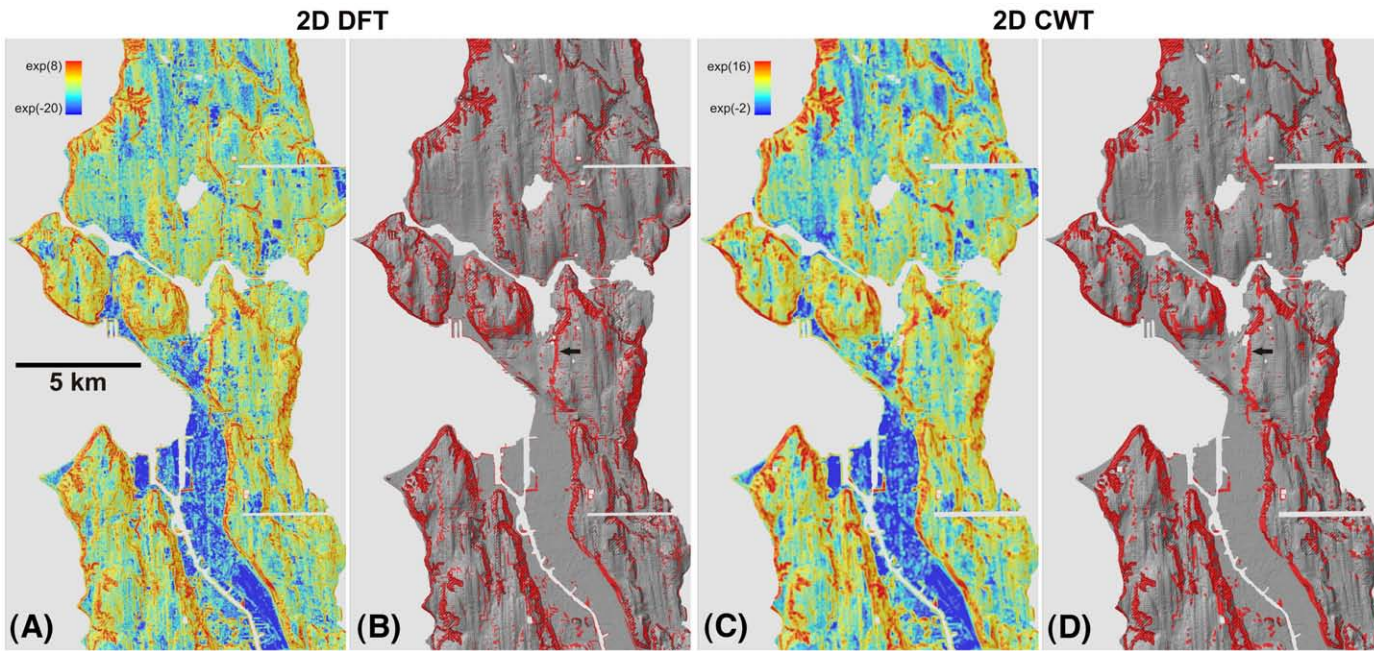 2D DFT
2D CWT
exp(8)
exp(-20)
exp(16)
exp(-2)
5 km
(A)
(B)
(C)
(D)